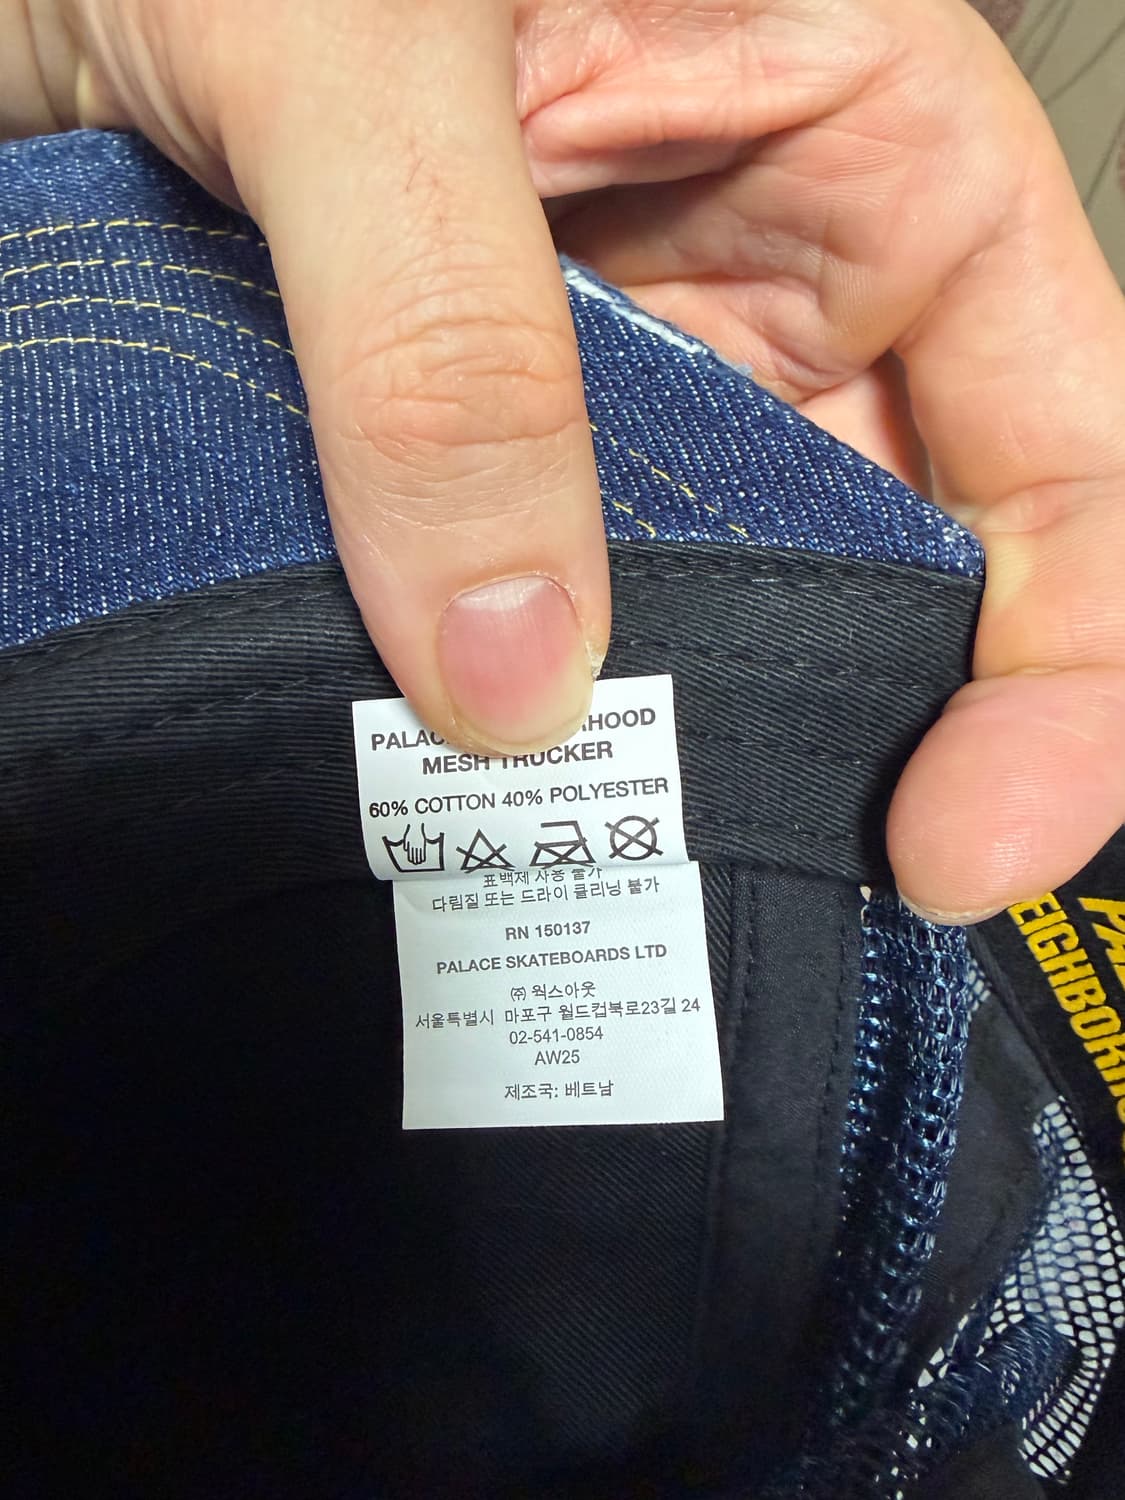 HOOD
MESH TRUCKER
60% COTTON 40% POLYESTER
표백제 사용 불가
다림질 또는 드라이 클리닝 불가
RN 150137
PALACE SKATEBOARDS LTD
㈜ 웍스아웃
서울특별시 마포구 월드컵북로23길 24
02-541-0854
AW25
제조국: 베트남